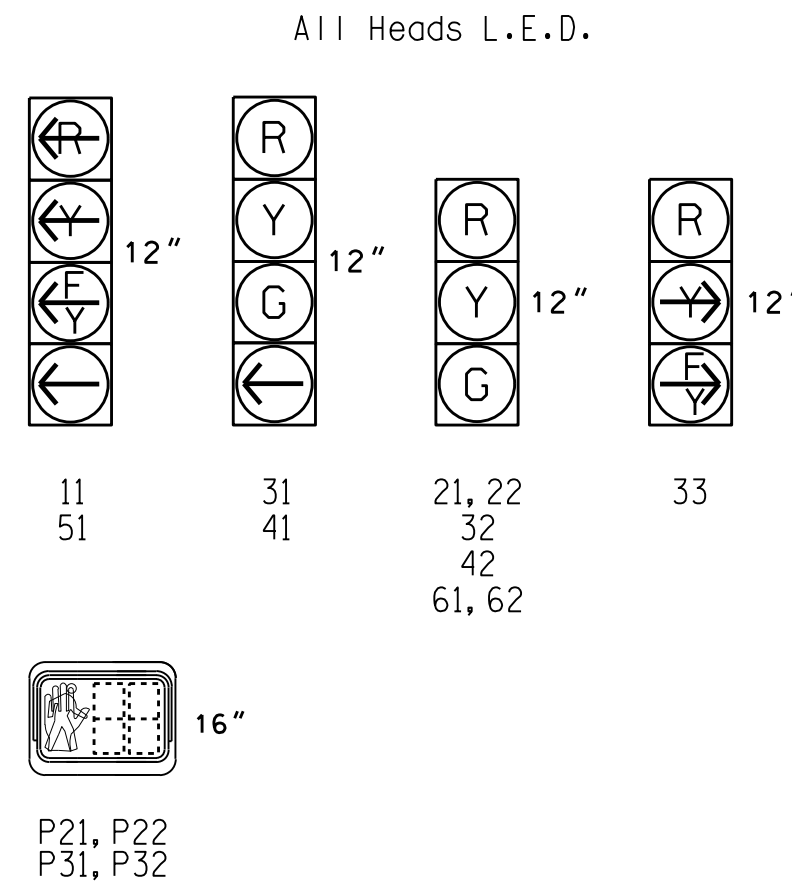 All Heads L.E.D.
R
Y
F
Y
12"
R
Y
G
12"
R
Y
G
12"
R
Y
F
Y
12"
11
51
31
41
21, 22
32
42
61, 62
33
16"
P21, P22
P31, P32